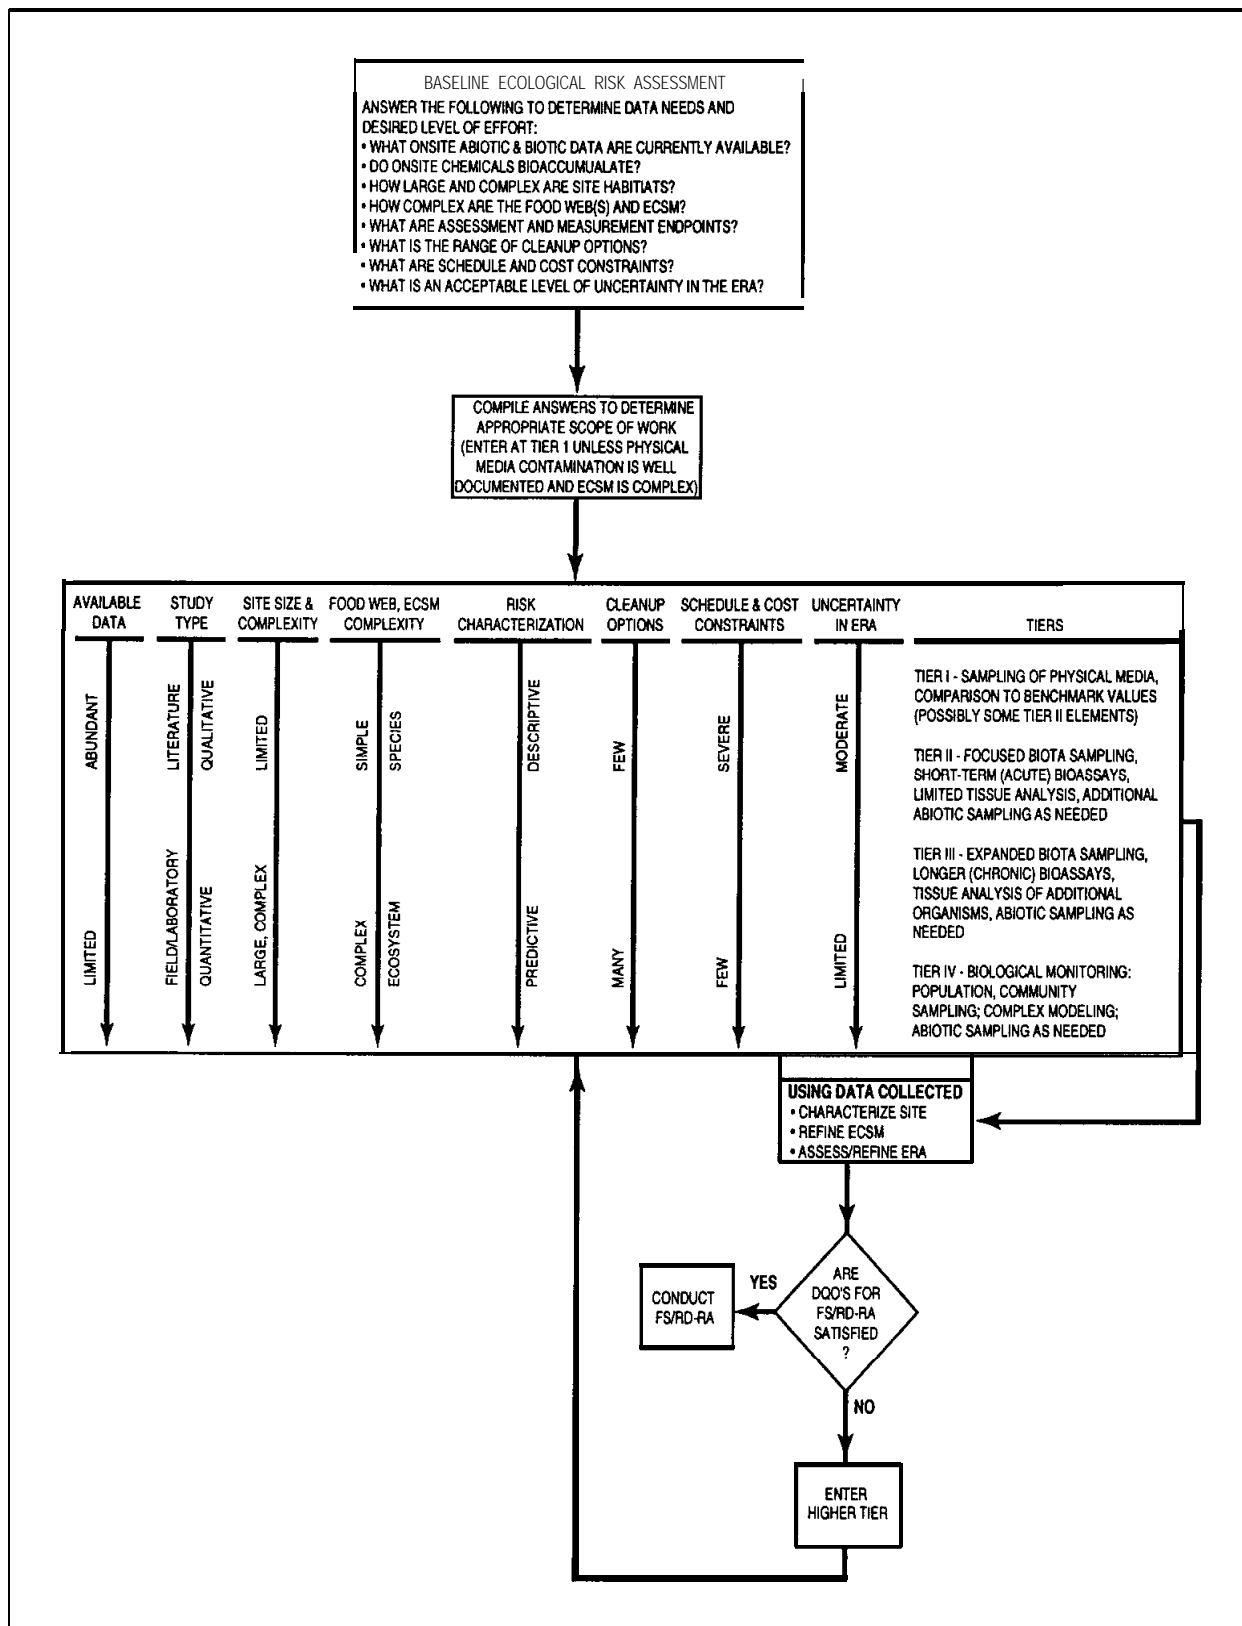 BASELINE ECOLOGICAL RISK ASSESSMENT
ANSWER THE FOLLOWING TO DETERMINE DATA NEEDS AND
DESIRED LEVEL OF EFFORT:
• WHAT ONSITE ABIOTIC & BIOTIC DATA ARE CURRENTLY AVAILABLE?
• DO ONSITE CHEMICALS BIOACCUMUALATE?
• HOW LARGE AND COMPLEX ARE SITE HABITIATS?
• HOW COMPLEX ARE THE FOOD WEB(S) AND ECSM?
• WHAT ARE ASSESSMENT AND MEASUREMENT ENDPOINTS?
• WHAT IS THE RANGE OF CLEANUP OPTIONS?
• WHAT ARE SCHEDULE AND COST CONSTRAINTS?
• WHAT IS AN ACCEPTABLE LEVEL OF UNCERTAINTY IN THE ERA?
COMPILE ANSWERS TO DETERMINE
APPROPRIATE SCOPE OF WORK
(ENTER AT TIER 1 UNLESS PHYSICAL
MEDIA CONTAMINATION IS WELL
DOCUMENTED AND ECSM IS COMPLEX)
AVAILABLE
DATA
ABUNDANT
LIMITED
STUDY
TYPE
LITERATURE
QUALITATIVE
FIELD/LABORATORY
QUANTITATIVE
SITE SIZE &
COMPLEXITY
LIMITED
LARGE, COMPLEX
FOOD WEB, ECSM
COMPLEXITY
SIMPLE
SPECIES
COMPLEX
ECOSYSTEM
RISK
CHARACTERIZATION
DESCRIPTIVE
PREDICTIVE
CLEANUP
OPTIONS
FEW
MANY
SCHEDULE & COST
CONSTRAINTS
SEVERE
FEW
UNCERTAINTY
IN ERA
MODERATE
LIMITED
TIERS
TIER I - SAMPLING OF PHYSICAL MEDIA,
COMPARISON TO BENCHMARK VALUES
(POSSIBLY SOME TIER II ELEMENTS)
TIER II - FOCUSED BIOTA SAMPLING,
SHORT-TERM (ACUTE) BIOASSAYS,
LIMITED TISSUE ANALYSIS, ADDITIONAL
ABIOTIC SAMPLING AS NEEDED
TIER III - EXPANDED BIOTA SAMPLING,
LONGER (CHRONIC) BIOASSAYS,
TISSUE ANALYSIS OF ADDITIONAL
ORGANISMS, ABIOTIC SAMPLING AS
NEEDED
TIER IV - BIOLOGICAL MONITORING:
POPULATION, COMMUNITY
SAMPLING; COMPLEX MODELING;
ABIOTIC SAMPLING AS NEEDED
USING DATA COLLECTED
• CHARACTERIZE SITE
• REFINE ECSM
• ASSESS/REFINE ERA
ARE
DQO'S FOR
FS/RD-RA
SATISFIED
?
YES
CONDUCT
FS/RD-RA
NO
ENTER
HIGHER TIER